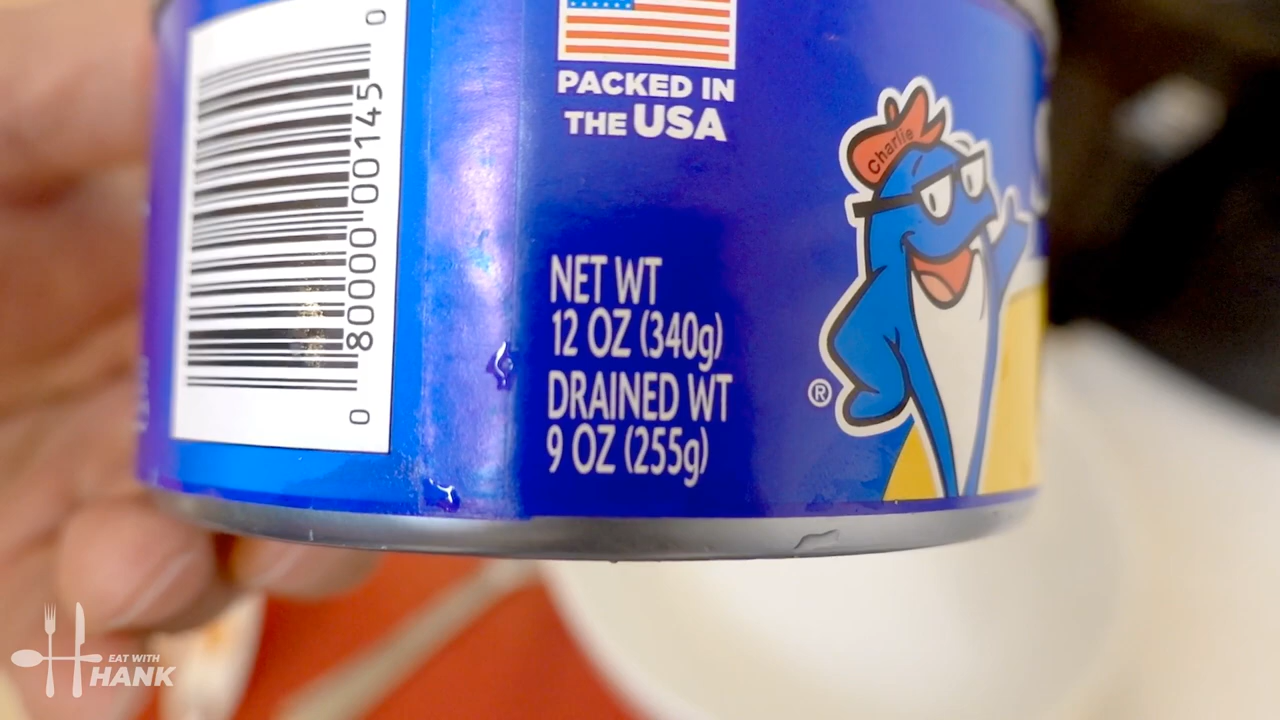 PACKED IN
THE USA
Charlie
NET WT
12 OZ (340g)
DRAINED WT
9 OZ (255g)
®
0 80000 00145 0
EAT WITH
HANK